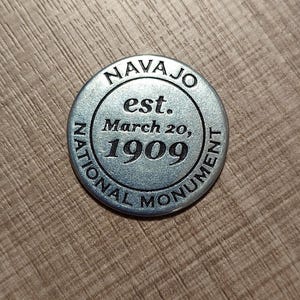 NAVAJO
est.
March 20,
1909
NATIONAL MONUMENT